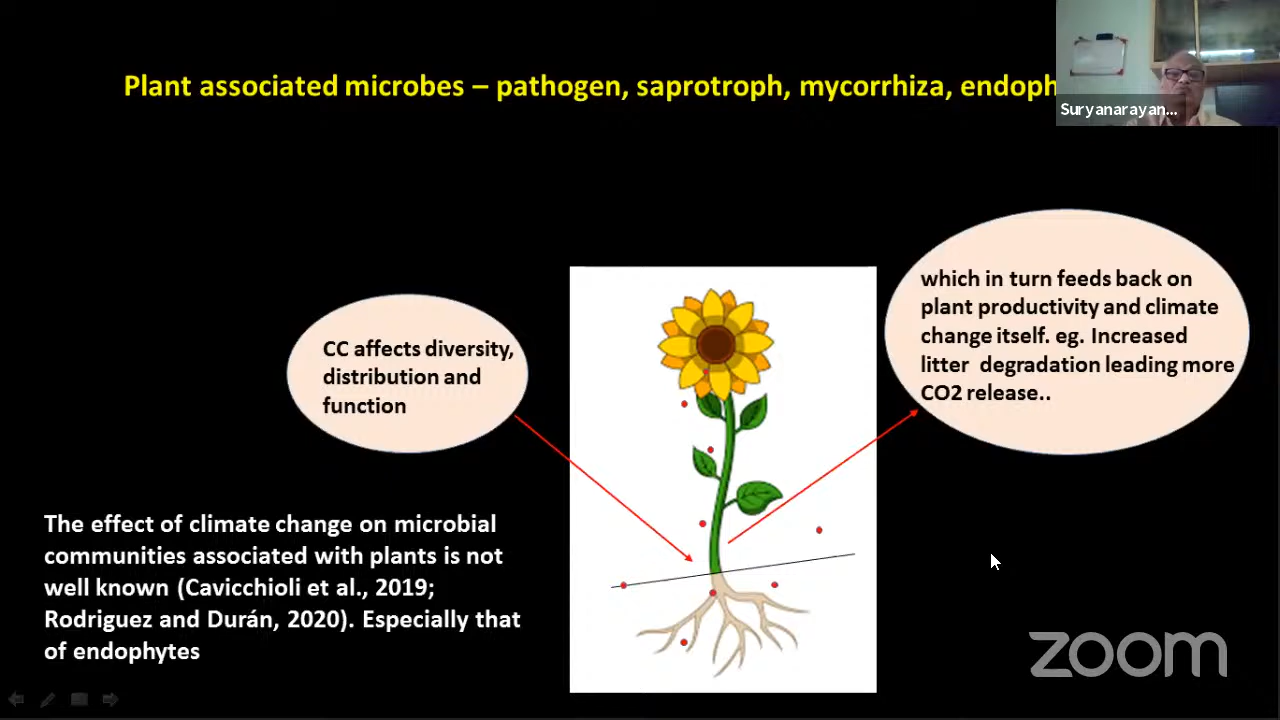 Plant associated microbes – pathogen, saprotroph, mycorrhiza, endoph
Suryanarayan...
which in turn feeds back on
plant productivity and climate
change itself. eg. Increased
litter degradation leading more
CO2 release..
CC affects diversity,
distribution and
function
The effect of climate change on microbial
communities associated with plants is not
well known (Cavicchioli et al., 2019;
Rodriguez and Durán, 2020). Especially that
of endophytes
zoom